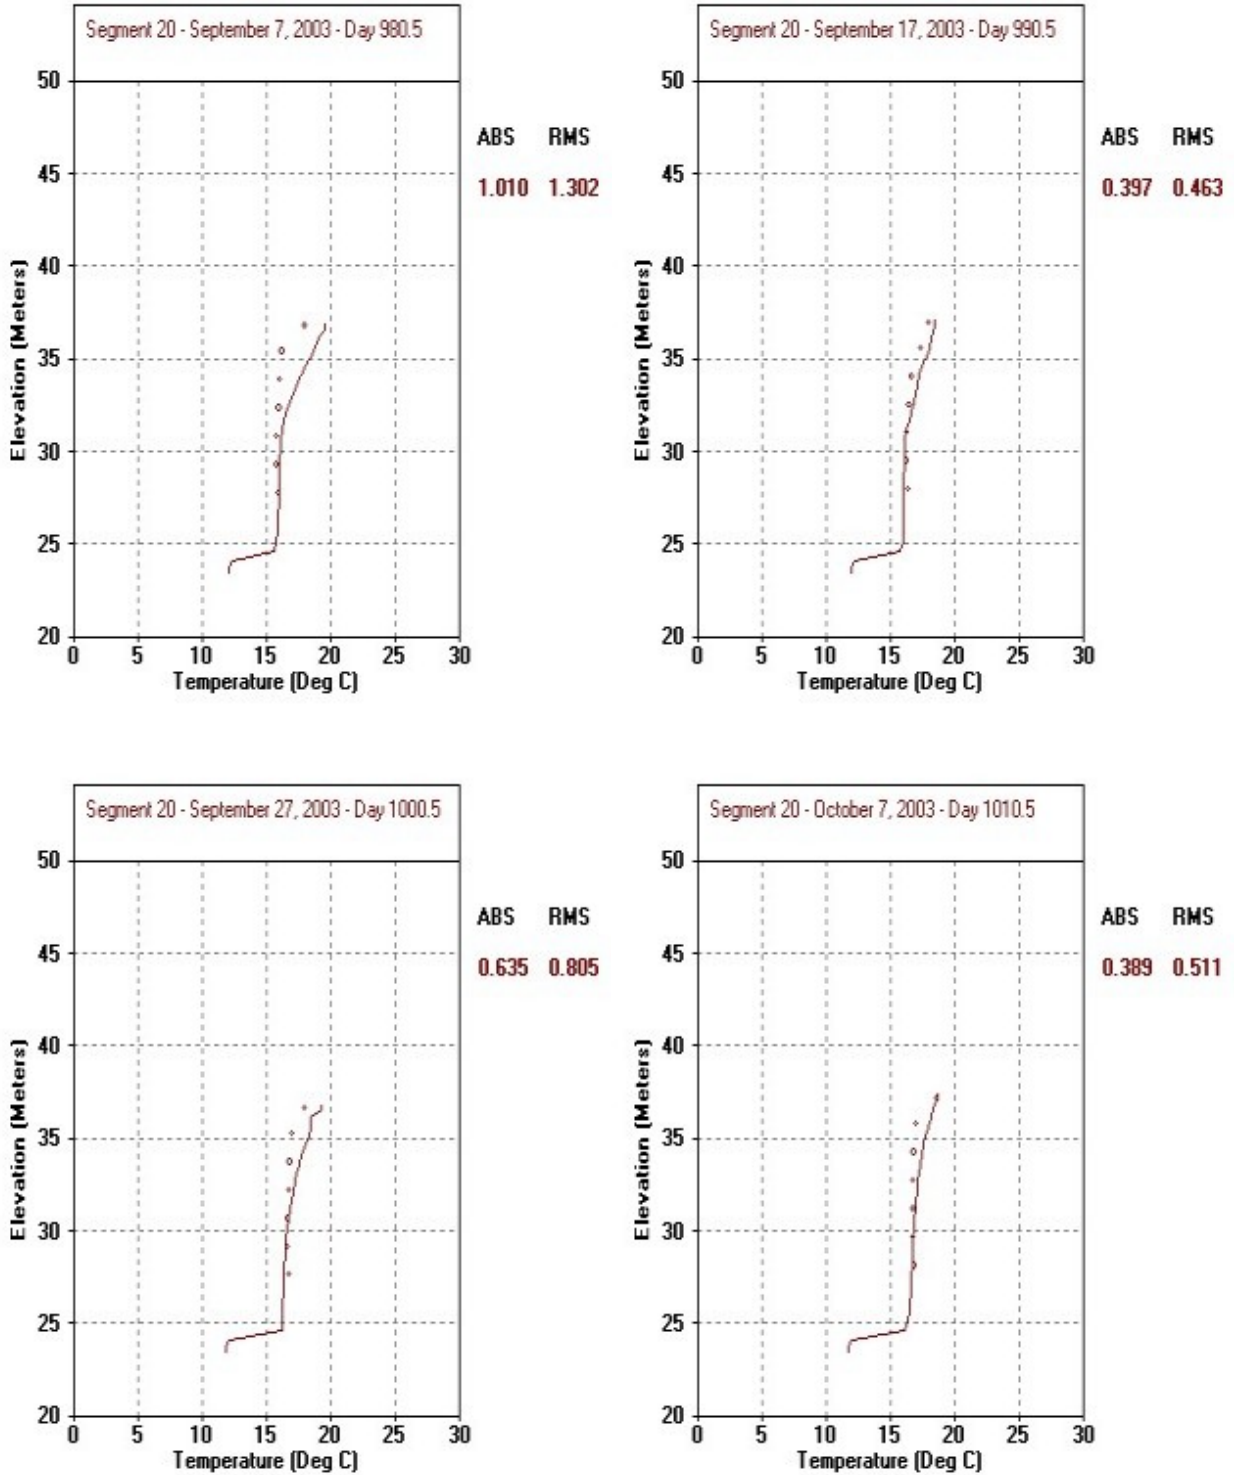 Segment 20 - September 7, 2003 - Day 980.5
50
45
40
35
30
25
20
0 5 10 15 20 25 30
Elevation (Meters)
Temperature (Deg C)
ABS RMS
1.010 1.302
Segment 20 - September 17, 2003 - Day 990.5
50
45
40
35
30
25
20
0 5 10 15 20 25 30
Elevation (Meters)
Temperature (Deg C)
ABS RMS
0.397 0.463
Segment 20 - September 27, 2003 - Day 1000.5
50
45
40
35
30
25
20
0 5 10 15 20 25 30
Elevation (Meters)
Temperature (Deg C)
ABS RMS
0.635 0.805
Segment 20 - October 7, 2003 - Day 1010.5
50
45
40
35
30
25
20
0 5 10 15 20 25 30
Elevation (Meters)
Temperature (Deg C)
ABS RMS
0.389 0.511